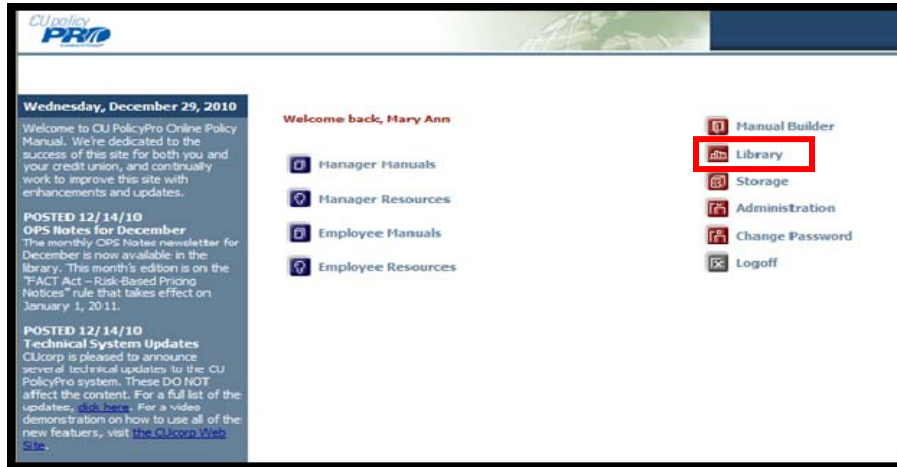 CU policy
PRO
Wednesday, December 29, 2010
Welcome to CU PolicyPro Online Policy
Manual. We're dedicated to the
success of this site for both you and
your credit union, and continually
work to improve this site with
enhancements and updates.
POSTED 12/14/10
OPS Notes for December
The monthly OPS Notes newsletter for
December is now available in the
library. This month's edition is on the
"FACT Act – Risk-Based Pricing
Notices" rule that takes effect on
January 1, 2011.
POSTED 12/14/10
Technical System Updates
CUcorp is pleased to announce
several technical updates to the CU
PolicyPro system. These DO NOT
affect the content. For a full list of the
updates, click here. For a video
demonstration on how to use all of the
new featuers, visit the CUcorp Web
Site.
Welcome back, Mary Ann
Manager Manuals
Manager Resources
Employee Manuals
Employee Resources
Manual Builder
Library
Storage
Administration
Change Password
Logoff